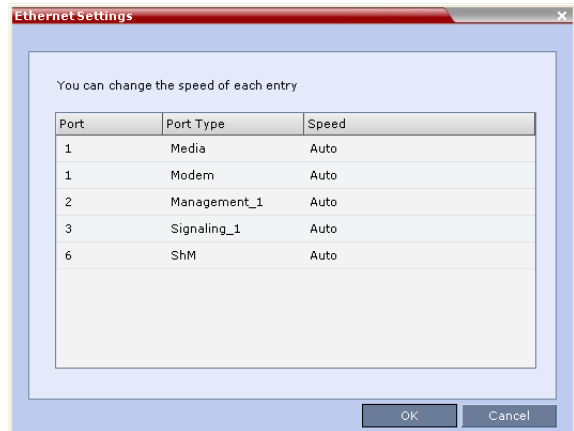 Ethernet Settings
You can change the speed of each entry
Port Port Type Speed
1 Media Auto
1 Modem Auto
2 Management_1 Auto
3 Signaling_1 Auto
6 ShM Auto
OK Cancel